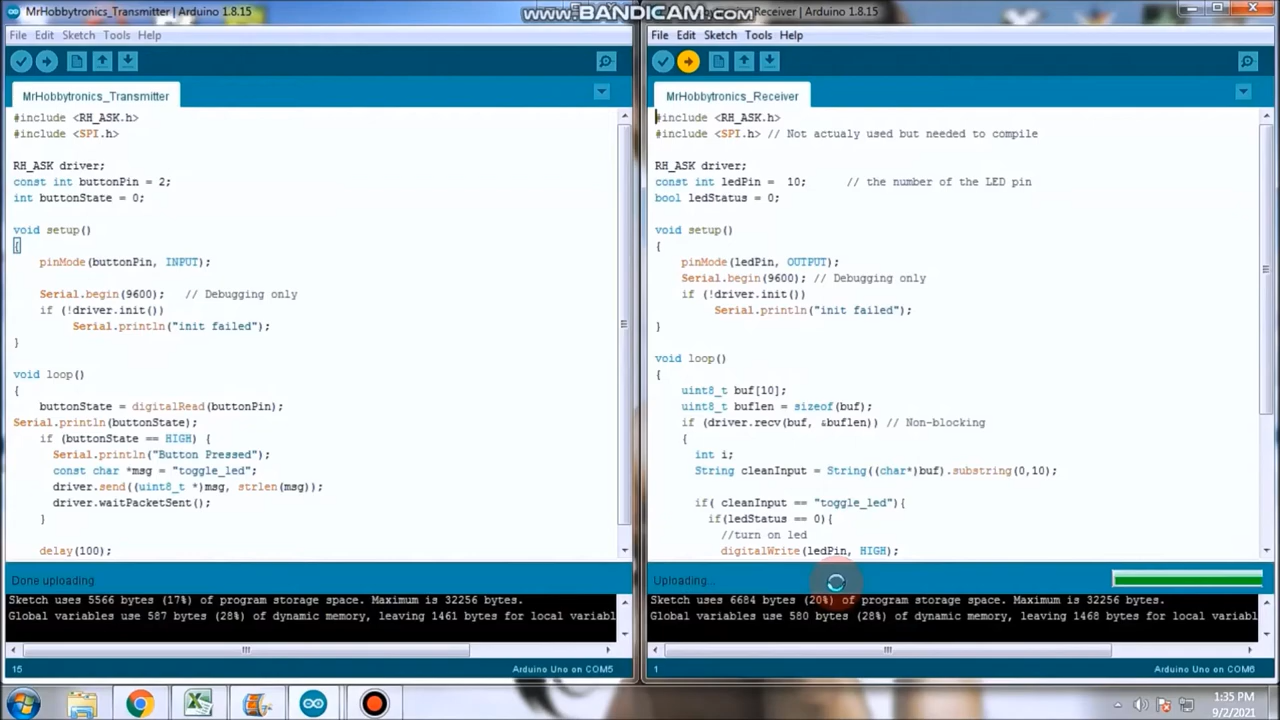 MrHobbytronics_Transmitter | Arduino 1.8.15
www.BANDICAM.com
Receiver | Arduino 1.8.15
File Edit Sketch Tools Help
File Edit Sketch Tools Help
MrHobbytronics_Transmitter
#include <RH_ASK.h>
#include <SPI.h>
RH_ASK driver;
const int buttonPin = 2;
int buttonState = 0;
void setup()
{
pinMode(buttonPin, INPUT);
Serial.begin(9600); // Debugging only
if (!driver.init())
Serial.println("init failed");
}
void loop()
{
buttonState = digitalRead(buttonPin);
Serial.println(buttonState);
if (buttonState == HIGH) {
Serial.println("Button Pressed");
const char *msg = "toggle_led";
driver.send((uint8_t *)msg, strlen(msg));
driver.waitPacketSent();
}
delay(100);
Done uploading
Sketch uses 5566 bytes (17%) of program storage space. Maximum is 32256 bytes.
Global variables use 587 bytes (28%) of dynamic memory, leaving 1461 bytes for local variabl
15
Arduino Uno on COM5
MrHobbytronics_Receiver
#include <RH_ASK.h>
#include <SPI.h> // Not actualy used but needed to compile
RH_ASK driver;
const int ledPin = 10; // the number of the LED pin
bool ledStatus = 0;
void setup()
{
pinMode(ledPin, OUTPUT);
Serial.begin(9600); // Debugging only
if (!driver.init())
Serial.println("init failed");
}
void loop()
{
uint8_t buf[10];
uint8_t buflen = sizeof(buf);
if (driver.recv(buf, &buflen)) // Non-blocking
{
int i;
String cleanInput = String((char*)buf).substring(0,10);
if( cleanInput == "toggle_led"){
if(ledStatus == 0){
//turn on led
digitalWrite(ledPin, HIGH);
Uploading...
Sketch uses 6684 bytes (20%) of program storage space. Maximum is 32256 bytes.
Global variables use 580 bytes (28%) of dynamic memory, leaving 1468 bytes for local variabl
1
Arduino Uno on COM6
1:35 PM
9/2/2021